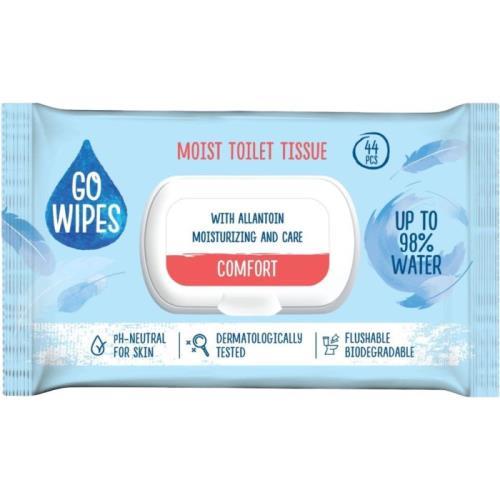 GO
WIPES
MOIST TOILET TISSUE
44
PCS
WITH ALLANTOIN
MOISTURIZING AND CARE
COMFORT
UP TO
98%
WATER
PH-NEUTRAL
FOR SKIN
DERMATOLOGICALLY
TESTED
FLUSHABLE
BIODEGRADABLE